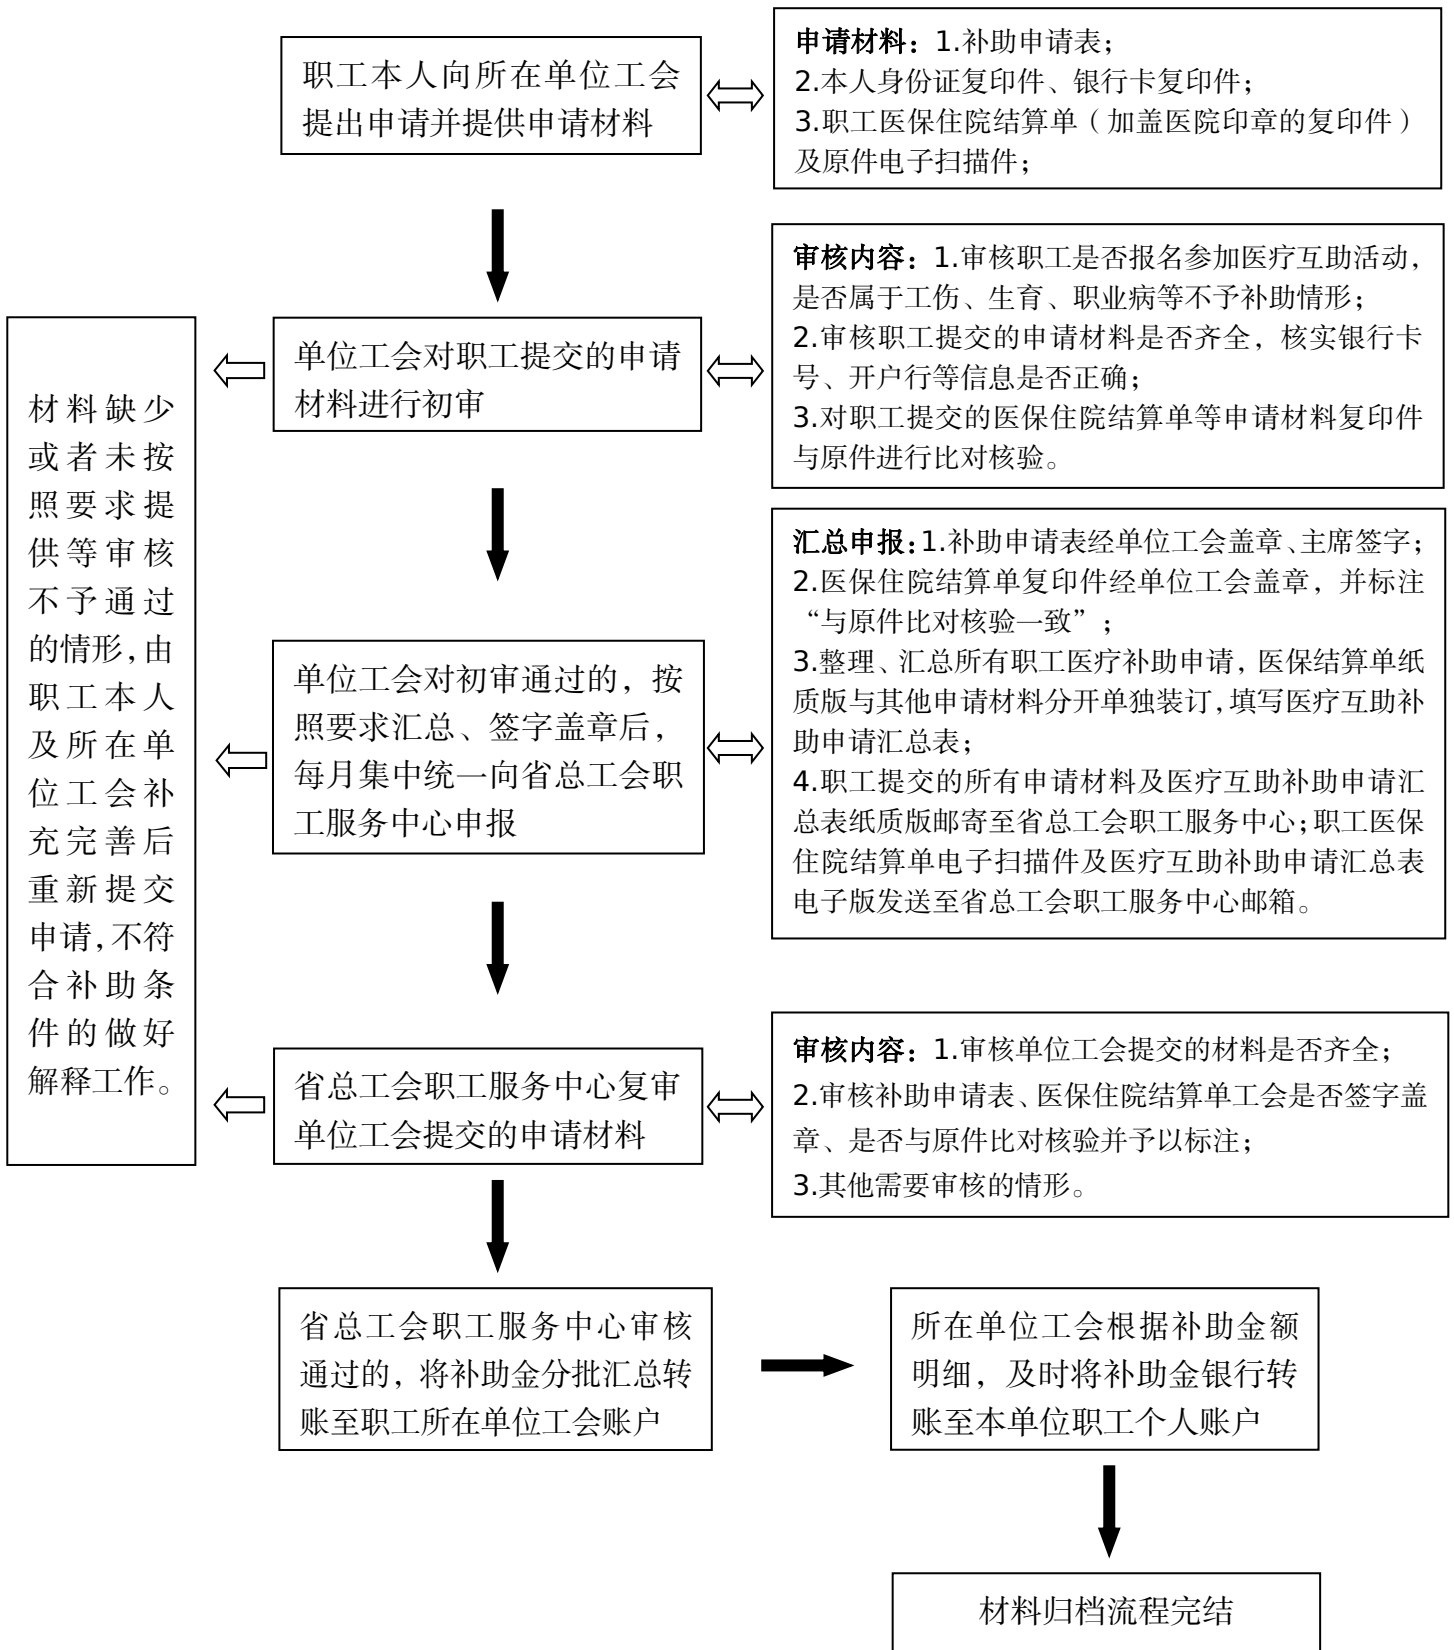 职工本人向所在单位工会
提出申请并提供申请材料
申请材料：1.补助申请表；
2.本人身份证复印件、银行卡复印件；
3.职工医保住院结算单（加盖医院印章的复印件）
及原件电子扫描件；
单位工会对职工提交的申请
材料进行初审
审核内容：1.审核职工是否报名参加医疗互助活动，
是否属于工伤、生育、职业病等不予补助情形；
2.审核职工提交的申请材料是否齐全，核实银行卡
号、开户行等信息是否正确；
3.对职工提交的医保住院结算单等申请材料复印件
与原件进行比对核验。
材料缺少
或者未按
照要求提
供等审核
不予通过
的情形，由
职工本人
及所在单
位工会补
充完善后
重新提交
申请，不符
合补助条
件的做好
解释工作。
单位工会对初审通过的，按
照要求汇总、签字盖章后，
每月集中统一向省总工会职
工服务中心申报
汇总申报：1.补助申请表经单位工会盖章、主席签字；
2.医保住院结算单复印件经单位工会盖章，并标注
“与原件比对核验一致”；
3.整理、汇总所有职工医疗补助申请，医保结算单纸
质版与其他申请材料分开单独装订，填写医疗互助补
助申请汇总表；
4.职工提交的所有申请材料及医疗互助补助申请汇
总表纸质版邮寄至省总工会职工服务中心；职工医保
住院结算单电子扫描件及医疗互助补助申请汇总表
电子版发送至省总工会职工服务中心邮箱。
省总工会职工服务中心复审
单位工会提交的申请材料
审核内容：1.审核单位工会提交的材料是否齐全；
2.审核补助申请表、医保住院结算单工会是否签字盖
章、是否与原件比对核验并予以标注；
3.其他需要审核的情形。
省总工会职工服务中心审核
通过的，将补助金分批汇总转
账至职工所在单位工会账户
所在单位工会根据补助金额
明细，及时将补助金银行转
账至本单位职工个人账户
材料归档流程完结